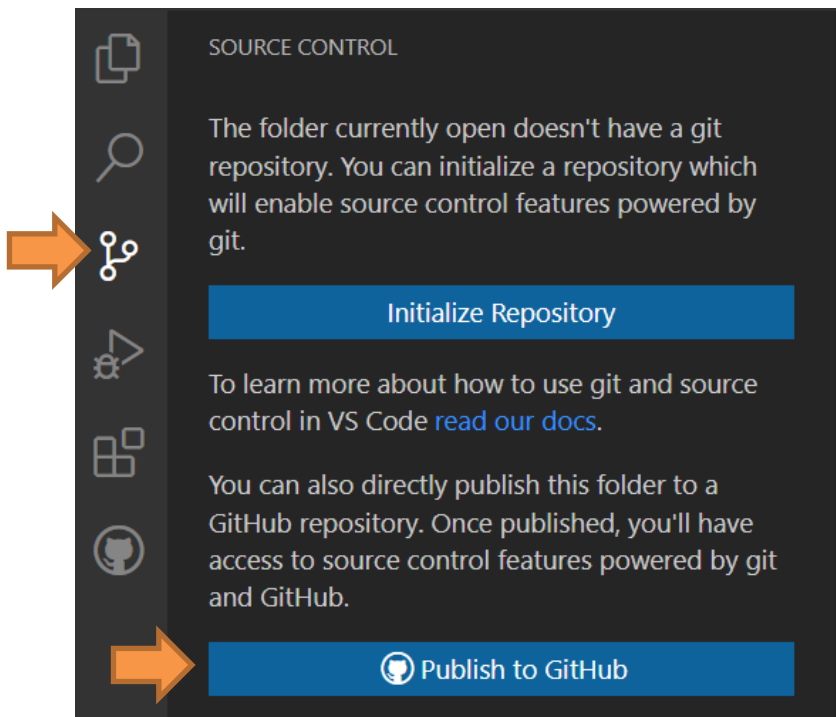 SOURCE CONTROL
The folder currently open doesn't have a git
repository. You can initialize a repository which
will enable source control features powered by
git.
Initialize Repository
To learn more about how to use git and source
control in VS Code read our docs.
You can also directly publish this folder to a
GitHub repository. Once published, you'll have
access to source control features powered by git
and GitHub.
Publish to GitHub